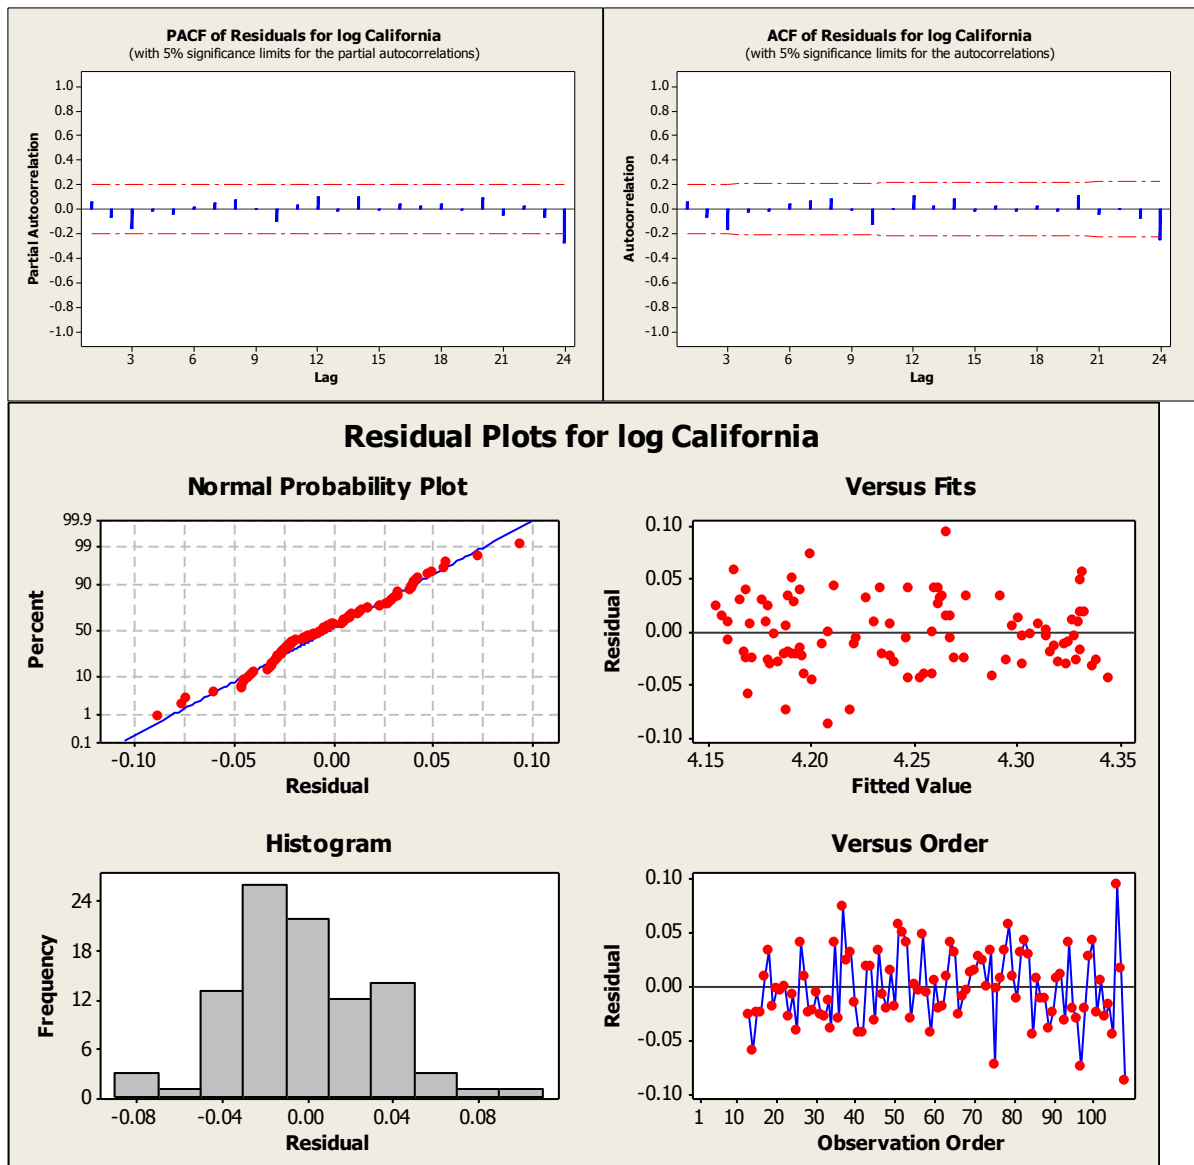 PACF of Residuals for log California
(with 5% significance limits for the partial autocorrelations)
1.0
0.8
0.6
0.4
0.2
0.0
-0.2
-0.4
-0.6
-0.8
-1.0
Partial Autocorrelation
3 6 9 12 15 18 21 24
Lag
ACF of Residuals for log California
(with 5% significance limits for the autocorrelations)
1.0
0.8
0.6
0.4
0.2
0.0
-0.2
-0.4
-0.6
-0.8
-1.0
Autocorrelation
3 6 9 12 15 18 21 24
Lag
Residual Plots for log California
Normal Probability Plot
99.9
99
90
50
10
1
0.1
Percent
-0.10 -0.05 0.00 0.05 0.10
Residual
Versus Fits
0.10
0.05
0.00
-0.05
-0.10
Residual
4.15 4.20 4.25 4.30 4.35
Fitted Value
Histogram
24
18
12
6
0
Frequency
-0.08 -0.04 0.00 0.04 0.08
Residual
Versus Order
0.10
0.05
0.00
-0.05
-0.10
Residual
1 10 20 30 40 50 60 70 80 90 100
Observation Order